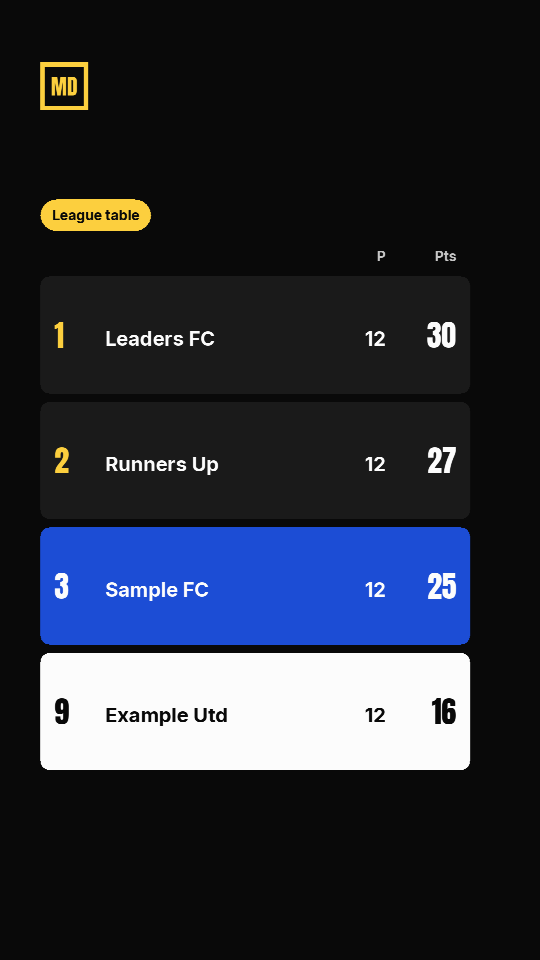 MD
League table
P Pts
1 Leaders FC 12 30
2 Runners Up 12 27
3 Sample FC 12 25
9 Example Utd 12 16